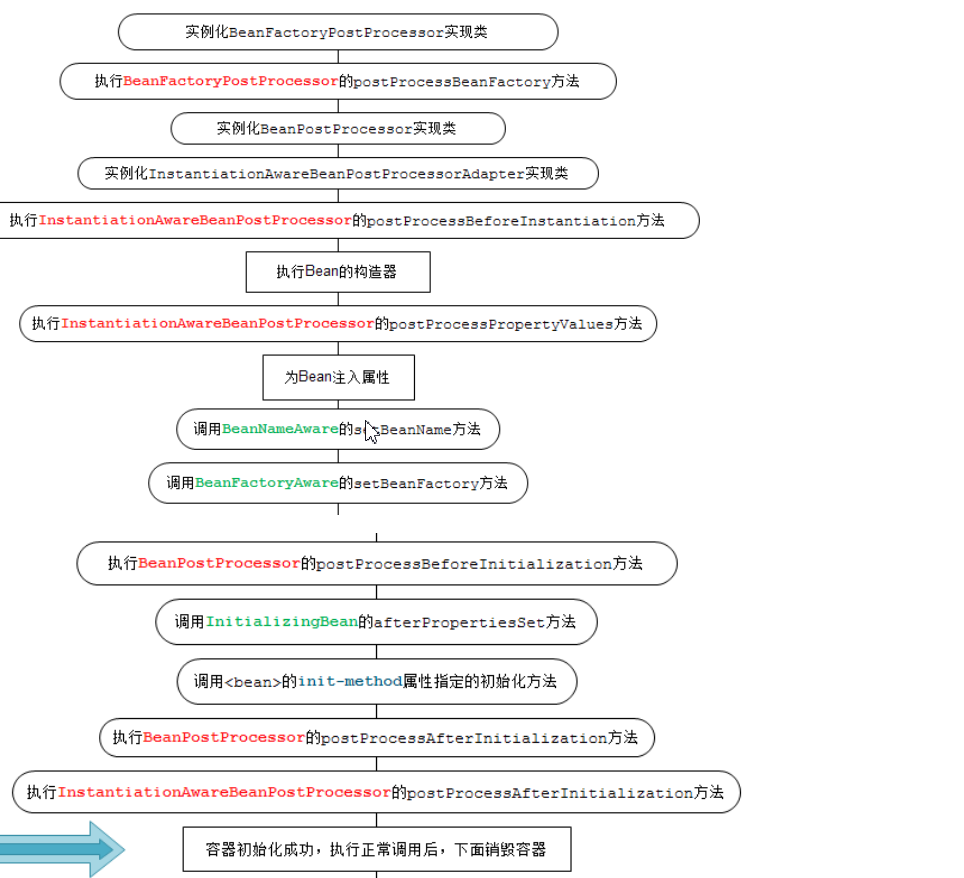 实例化BeanFactoryPostProcessor实现类
执行BeanFactoryPostProcessor的postProcessBeanFactory方法
实例化BeanPostProcessor实现类
实例化InstantiationAwareBeanPostProcessorAdapter实现类
执行InstantiationAwareBeanPostProcessor的postProcessBeforeInstantiation方法
执行Bean的构造器
执行InstantiationAwareBeanPostProcessor的postProcessPropertyValues方法
为Bean注入属性
调用BeanNameAware的setBeanName方法
调用BeanFactoryAware的setBeanFactory方法
执行BeanPostProcessor的postProcessBeforeInitialization方法
调用InitializingBean的afterPropertiesSet方法
调用<bean>的init-method属性指定的初始化方法
执行BeanPostProcessor的postProcessAfterInitialization方法
执行InstantiationAwareBeanPostProcessor的postProcessAfterInitialization方法
容器初始化成功，执行正常调用后，下面销毁容器